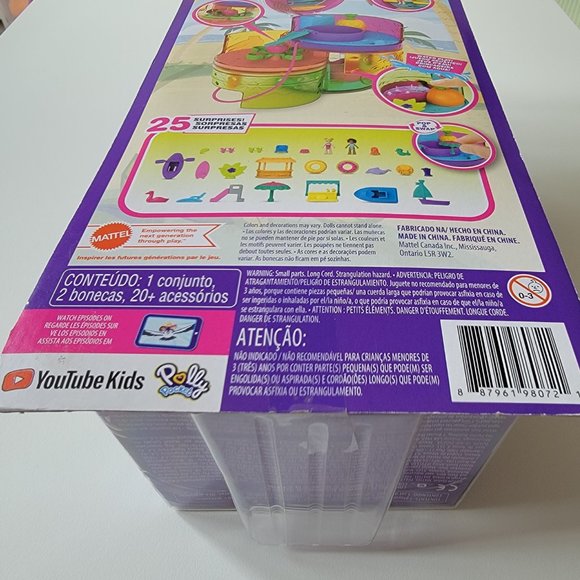 25 SURPRISES!
SORPRESAS
SURPRESAS
POP
& SWAP
MATTEL
Empowering the
next generation
through play.™
Inspirer les futures générations par le jeu.
Colors and decorations may vary. Dolls cannot stand alone.
• Los colores y las decoraciones podrían variar. Las muñecas
no se pueden mantener de pie por sí solas. • Les couleurs et
les motifs peuvent varier. Les poupées ne tiennent pas
debout toutes seules. • As cores e as decorações podem
variar. As bonecas não ficam em pé sozinhas.
FABRICADO NA/ HECHO EN CHINA.
MADE IN CHINA. FABRIQUÉ EN CHINE.
Mattel Canada Inc., Mississauga,
Ontario L5R 3W2.
CONTEÚDO: 1 conjunto,
2 bonecas, 20+ acessórios
WARNING: Small parts. Long Cord. Strangulation hazard. • ADVERTENCIA: PELIGRO DE
ATRAGANTAMIENTO/PELIGRO DE ESTRANGULAMIENTO. Juguete no recomendado para menores de
3 años, porque contiene piezas pequeñas/ una cuerda larga que podrían provocar asfixia en caso de
ser ingeridas o inhaladas por el/la niño/a, o que podría provocar asfixia en caso de que el/la niño/a
se estrangulara con ella. • ATTENTION : PETITS ÉLÉMENTS. DANGER D'ÉTOUFFEMENT. LONGUE CORDE.
DANGER DE STRANGULATION.
0-3
WATCH EPISODES ON
REGARDE LES ÉPISODES SUR
VE LOS EPISODIOS EN
ASSISTA AOS EPISÓDIOS EM
YouTube Kids
Polly
Pocket
ATENÇÃO:
NÃO INDICADO / NÃO RECOMENDÁVEL PARA CRIANÇAS MENORES DE
3 (TRÊS) ANOS POR CONTER PARTE(S) PEQUENA(S) QUE PODE(M) SER
ENGOLIDA(S) OU ASPIRADA(S) E CORDÃO(ÕES) LONGO(S) QUE PODE(M)
PROVOCAR ASFIXIA OU ESTRANGULAMENTO.
8 87961 98072 1